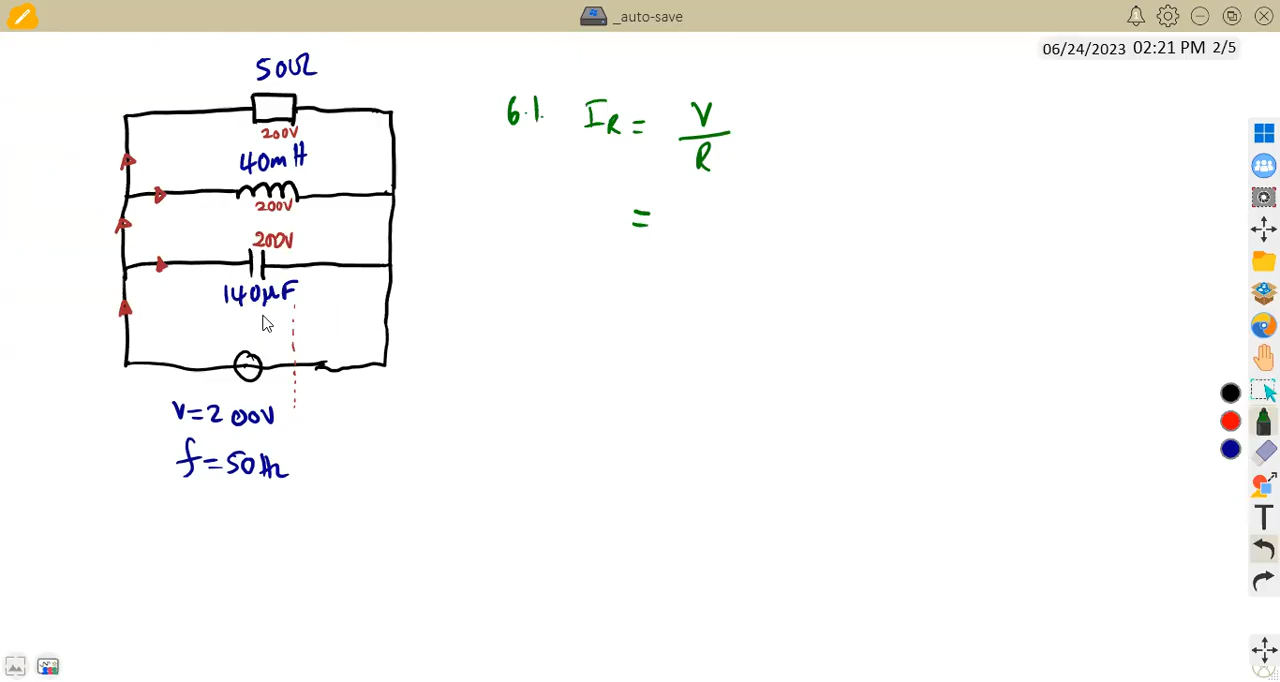 _auto-save
06/24/2023 02:21 PM 2/5
50Ω
200V
40mH
200V
200V
140μF
V=200V
f=50Hz
6.1. I_R = V/R
=
T